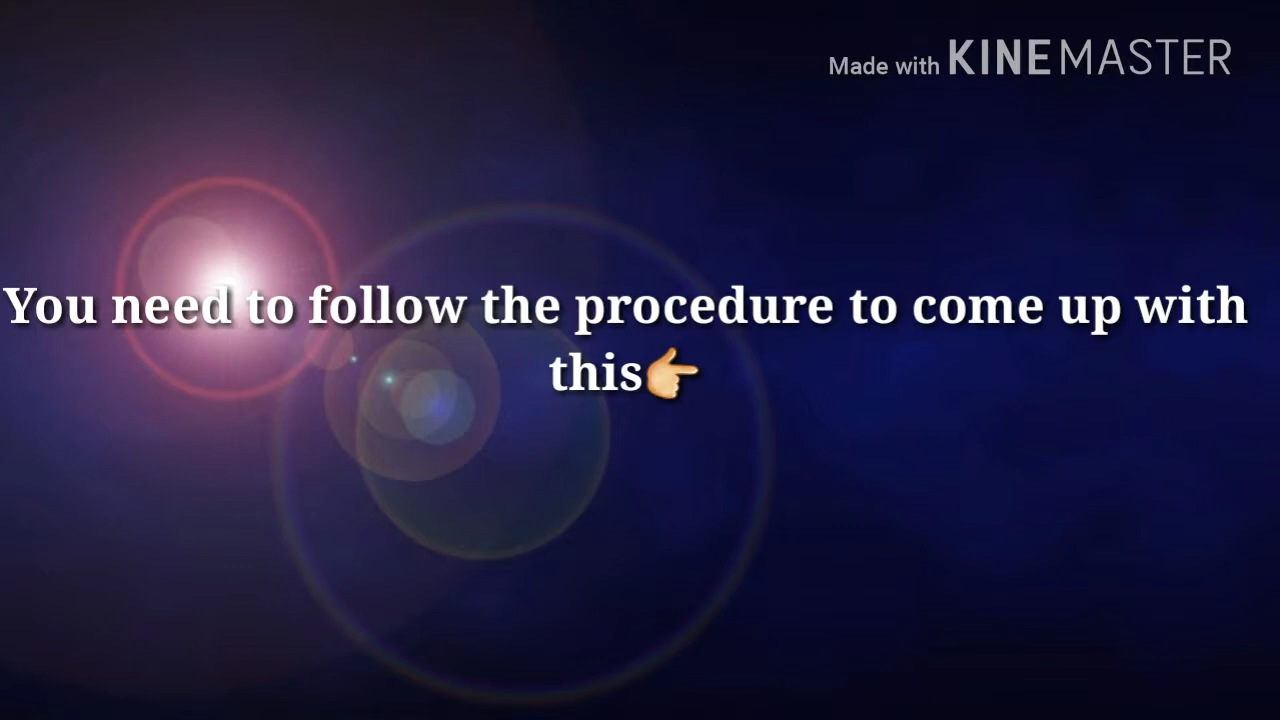 Made with KINEMASTER
You need to follow the procedure to come up with
this👉